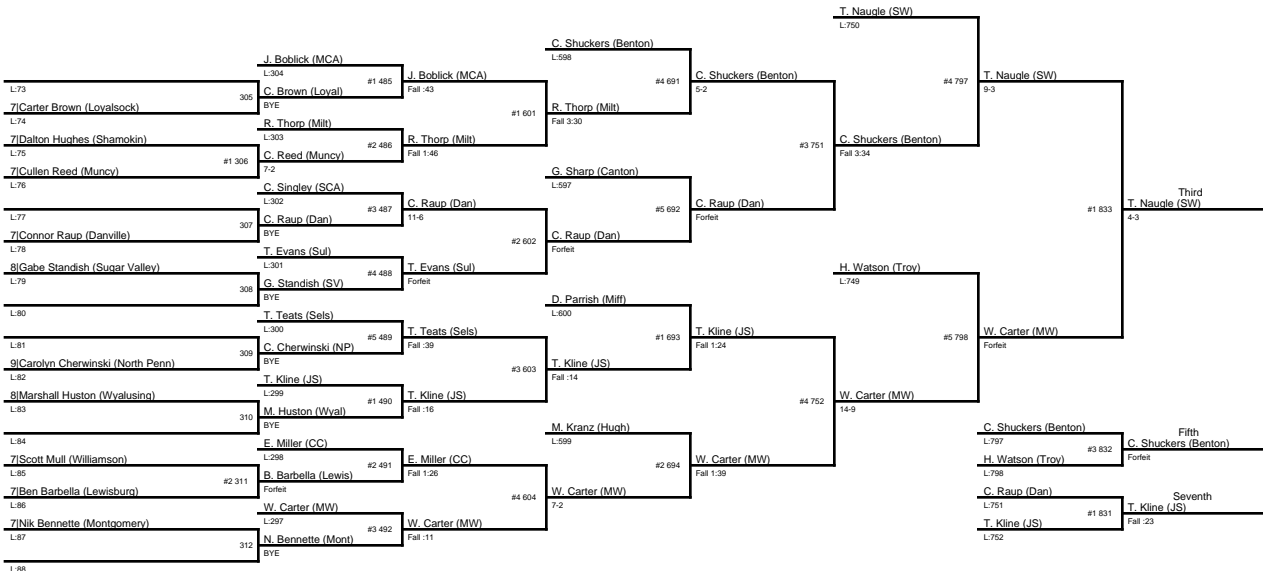 T. Naugle (SW)
L:750
C. Shuckers (Benton)
L:598
J. Boblick (MCA)
L:304
#1 485
J. Boblick (MCA)
Fall :43
#4 691
C. Shuckers (Benton)
5-2
#4 797
T. Naugle (SW)
9-3
L:73
305
C. Brown (Loyal)
BYE
7|Carter Brown (Loyalsock)
L:74
#1 601
R. Thorp (Milt)
Fall 3:30
R. Thorp (Milt)
L:303
7|Dalton Hughes (Shamokin)
L:75
#2 486
R. Thorp (Milt)
Fall 1:46
#3 751
C. Shuckers (Benton)
Fall 3:34
#1 306
C. Reed (Muncy)
7-2
7|Cullen Reed (Muncy)
L:76
G. Sharp (Canton)
L:597
C. Singley (SCA)
L:302
#3 487
C. Raup (Dan)
11-6
#5 692
C. Raup (Dan)
Forfeit
#1 833
Third
T. Naugle (SW)
4-3
L:77
307
C. Raup (Dan)
BYE
7|Connor Raup (Danville)
L:78
#2 602
C. Raup (Dan)
Forfeit
T. Evans (Sul)
L:301
8|Gabe Standish (Sugar Valley)
L:79
#4 488
T. Evans (Sul)
Forfeit
H. Watson (Troy)
L:749
308
G. Standish (SV)
BYE
L:80
D. Parrish (Miff)
L:600
T. Teats (Sels)
L:300
#5 489
T. Teats (Sels)
Fall :39
#1 693
T. Kline (JS)
Fall 1:24
#5 798
W. Carter (MW)
Forfeit
L:81
309
C. Cherwinski (NP)
BYE
9|Carolyn Cherwinski (North Penn)
L:82
#3 603
T. Kline (JS)
Fall :14
T. Kline (JS)
L:299
8|Marshall Huston (Wyalusing)
L:83
#1 490
T. Kline (JS)
Fall :16
#4 752
W. Carter (MW)
14-9
310
M. Huston (Wyal)
BYE
L:84
M. Kranz (Hugh)
L:599
C. Shuckers (Benton)
L:797
#3 832
Fifth
C. Shuckers (Benton)
Forfeit
E. Miller (CC)
L:298
7|Scott Mull (Williamson)
L:85
#2 491
E. Miller (CC)
Fall 1:26
#2 694
W. Carter (MW)
Fall 1:39
H. Watson (Troy)
L:798
#2 311
B. Barbella (Lewis)
Forfeit
7|Ben Barbella (Lewisburg)
L:86
#4 604
W. Carter (MW)
7-2
C. Raup (Dan)
L:751
#1 831
Seventh
T. Kline (JS)
Fall :23
W. Carter (MW)
L:297
7|Nik Bennette (Montgomery)
L:87
#3 492
W. Carter (MW)
Fall :11
T. Kline (JS)
L:752
312
N. Bennette (Mont)
BYE
L:88